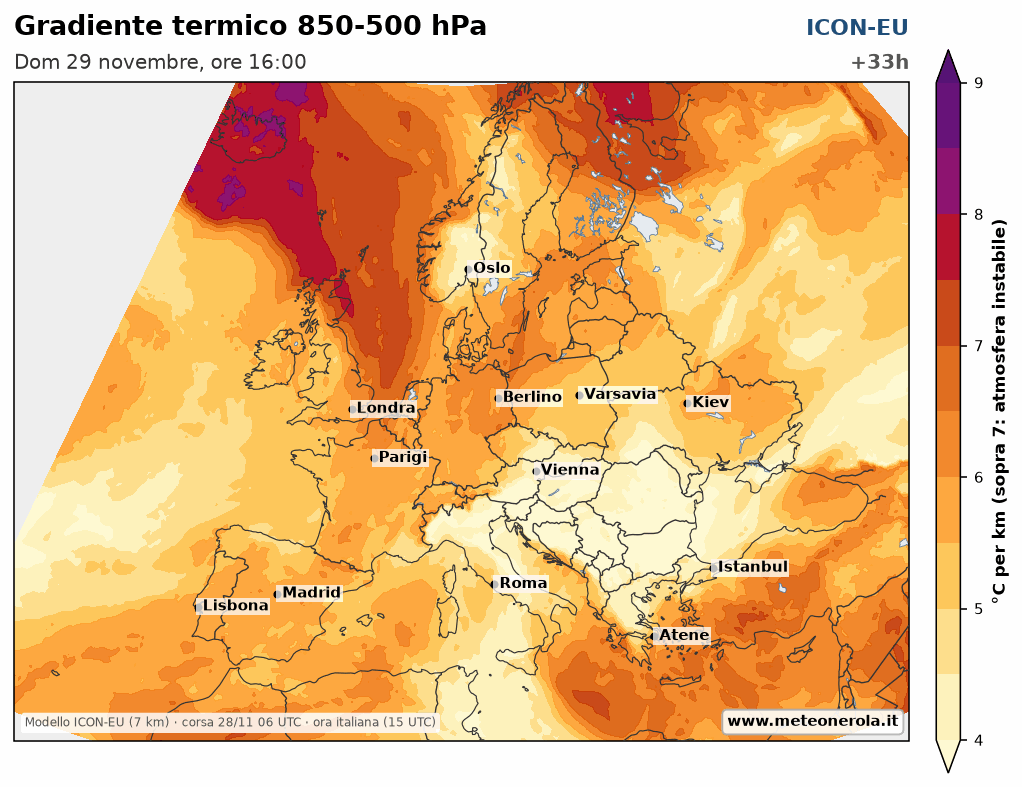 Gradiente termico 850-500 hPa
ICON-EU
Dom 29 novembre, ore 16:00
+33h
9
8
7
6
5
4
°C per km (sopra 7: atmosfera instabile)
Oslo
Berlino
Varsavia
Kiev
Londra
Parigi
Vienna
Istanbul
Roma
Madrid
Lisbona
Atene
Modello ICON-EU (7 km) · corsa 28/11 06 UTC · ora italiana (15 UTC)
www.meteonerola.it